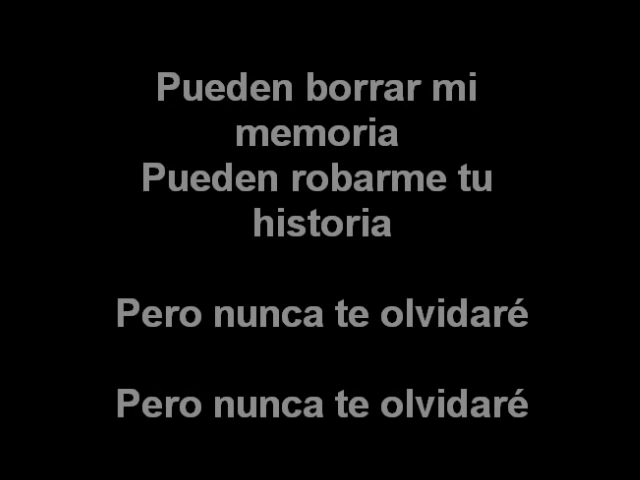 Pueden borrar mi
memoria
Pueden robarme tu
historia
Pero nunca te olvidaré
Pero nunca te olvidaré